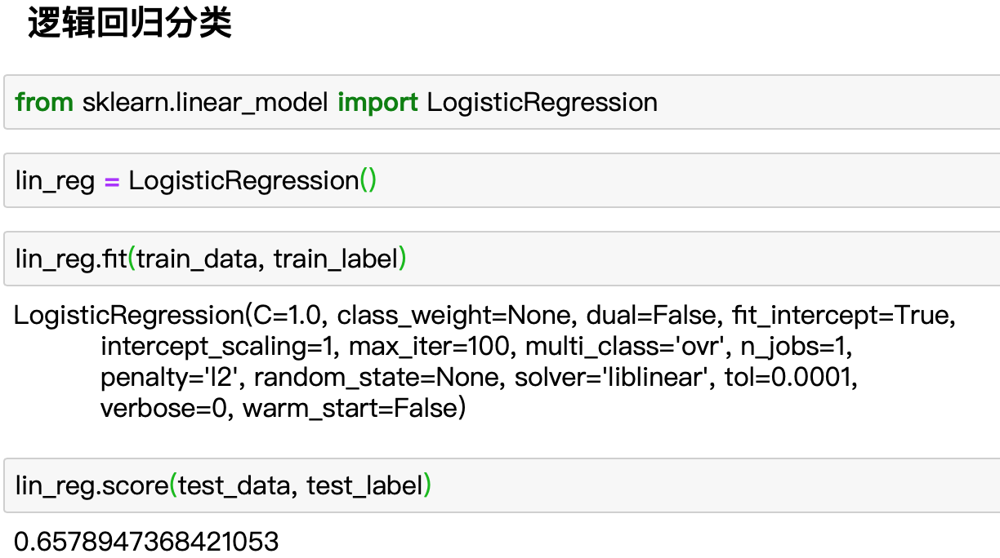 逻辑回归分类
from sklearn.linear_model import LogisticRegression
lin_reg = LogisticRegression()
lin_reg.fit(train_data, train_label)
LogisticRegression(C=1.0, class_weight=None, dual=False, fit_intercept=True,
intercept_scaling=1, max_iter=100, multi_class='ovr', n_jobs=1,
penalty='l2', random_state=None, solver='liblinear', tol=0.0001,
verbose=0, warm_start=False)
lin_reg.score(test_data, test_label)
0.6578947368421053